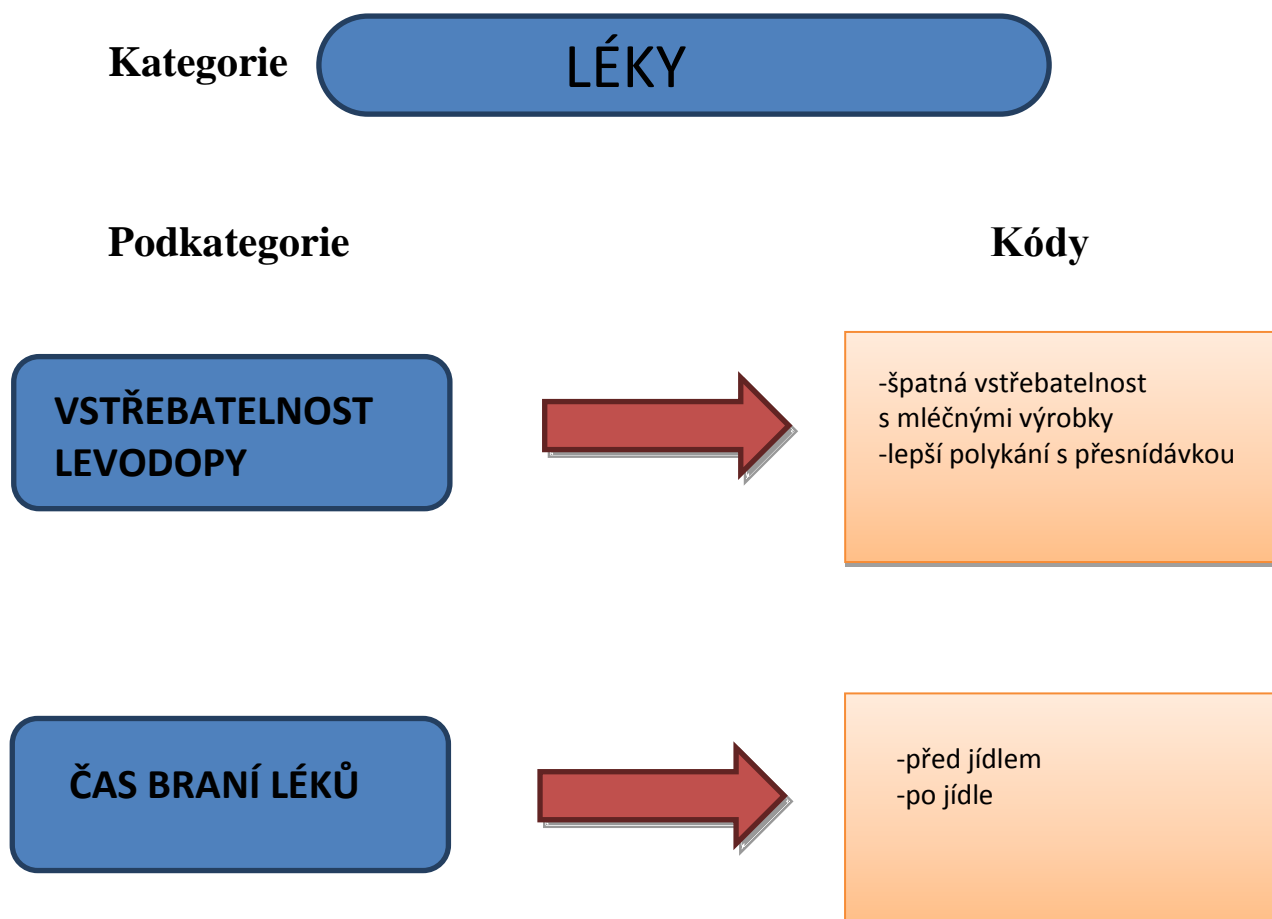 Kategorie
LÉKY
Podkategorie
Kódy
VSTŘEBATELNOST
LEVODOPY
-špatná vstřebatelnost
s mléčnými výrobky
-lepší polykání s přesnídávkou
ČAS BRANÍ LÉKŮ
-před jídlem
-po jídle